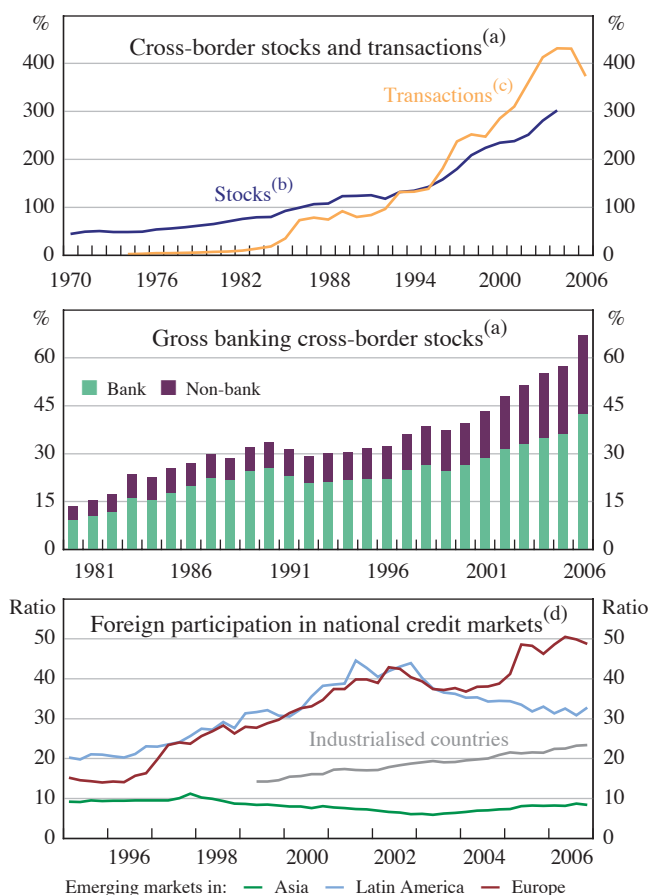 % Cross-border stocks and transactions(a) %
400 400
Transactions(c)
300 300
200 200
Stocks(b)
100 100
0 0
1970 1976 1982 1988 1994 2000 2006
% Gross banking cross-border stocks(a) %
60 60
Bank Non-bank
45 45
30 30
15 15
0 0
1981 1986 1991 1996 2001 2006
Ratio Foreign participation in national credit markets(d) Ratio
50 50
40 40
30 30
Industrialised countries
20 20
10 10
0 0
1996 1998 2000 2002 2004 2006
Emerging markets in: Asia Latin America Europe